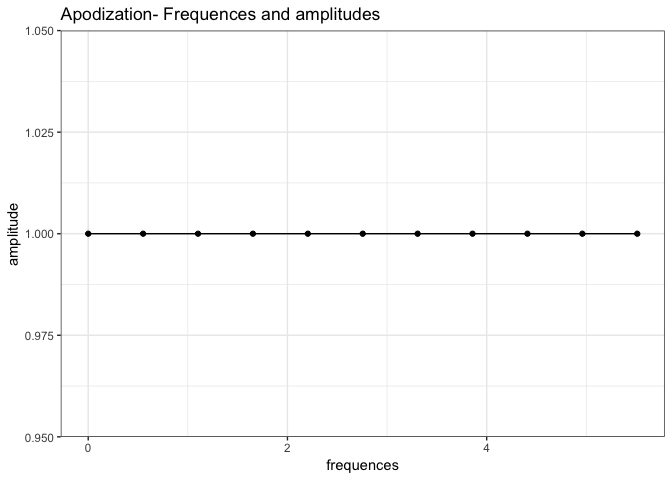 Apodization- Frequences and amplitudes
1.050
1.025
1.000
0.975
0.950
amplitude
0 2 4
frequences